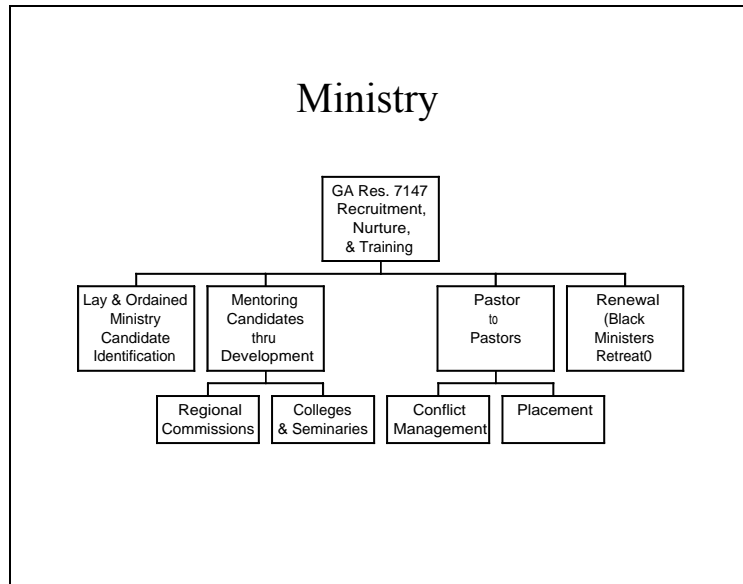 Ministry
GA Res. 7147
Recruitment,
Nurture,
& Training
Lay & Ordained
Ministry
Candidate
Identification
Mentoring
Candidates
thru
Development
Pastor
to
Pastors
Renewal
(Black
Ministers
Retreat0
Regional
Commissions
Colleges
& Seminaries
Conflict
Management
Placement